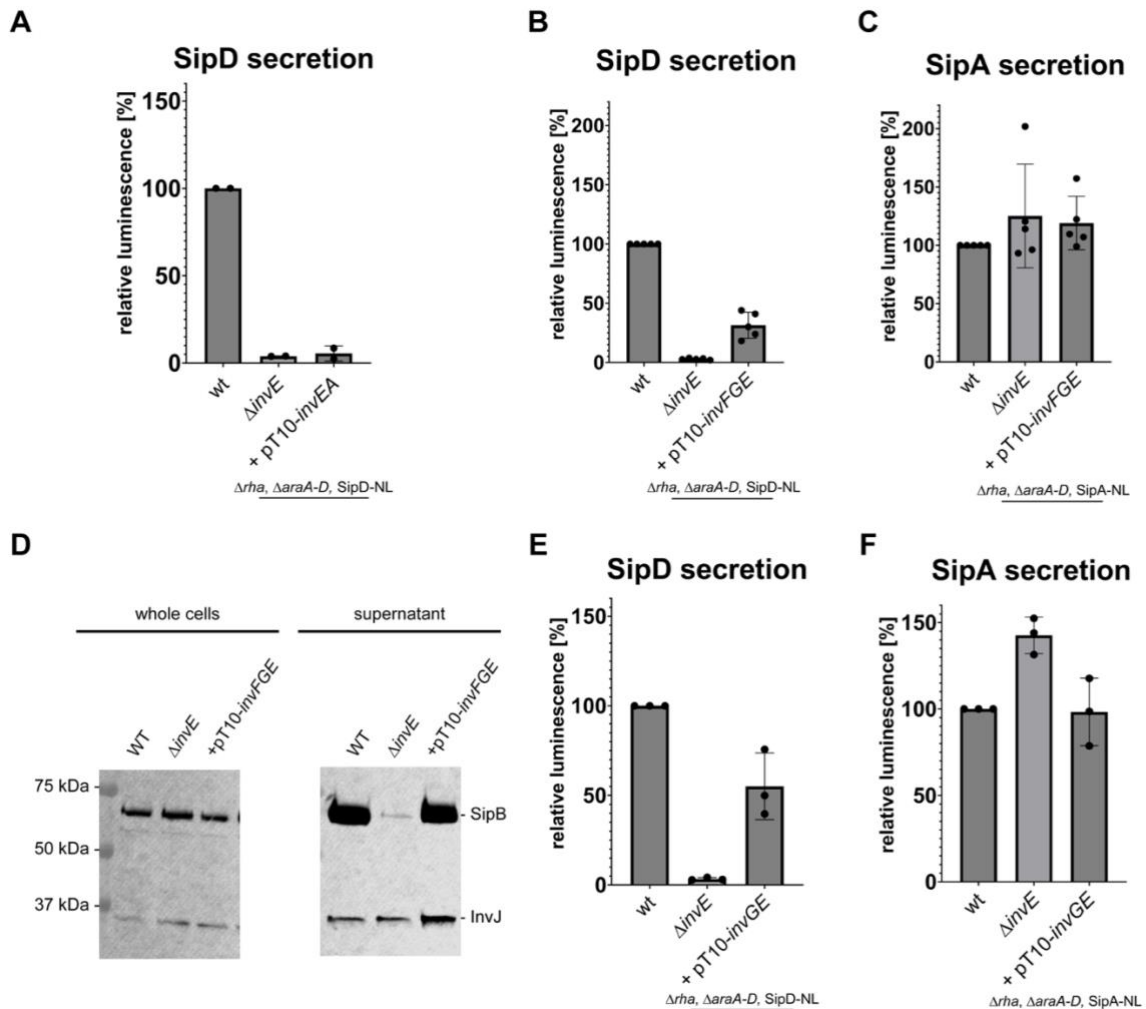 A
SipD secretion
relative luminescence [%]
150
100
50
0
wt
ΔinvE
+ pT10-invEA
Δrha, ΔaraA-D, SipD-NL
B
SipD secretion
relative luminescence [%]
200
150
100
50
0
wt
ΔinvE
+ pT10-invFGE
Δrha, ΔaraA-D, SipD-NL
C
SipA secretion
relative luminescence [%]
200
150
100
50
0
wt
ΔinvE
+ pT10-invFGE
Δrha, ΔaraA-D, SipA-NL
D
whole cells
supernatant
WT
ΔinvE
+pT10-invFGE
WT
ΔinvE
+pT10-invFGE
75 kDa
50 kDa
37 kDa
- SipB
- InvJ
E
SipD secretion
relative luminescence [%]
150
100
50
0
wt
ΔinvE
+ pT10-invGE
Δrha, ΔaraA-D, SipD-NL
F
SipA secretion
relative luminescence [%]
150
100
50
0
wt
ΔinvE
+ pT10-invGE
Δrha, ΔaraA-D, SipA-NL